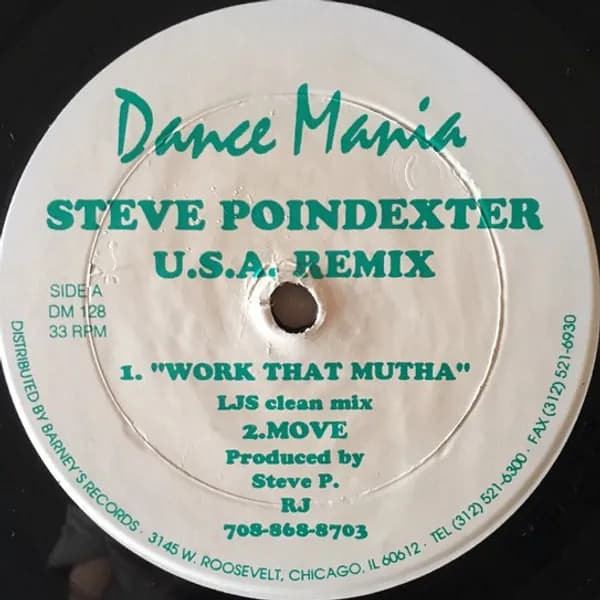 Dance Mania
STEVE POINDEXTER
U.S.A. REMIX
SIDE A
DM 128
33 RPM
1. "WORK THAT MUTHA"
LJS clean mix
2.MOVE
Produced by
Steve P.
RJ
708-868-8703
DISTRIBUTED BY BARNEY'S RECORDS · 3145 W. ROOSEVELT, CHICAGO, IL 60612 · TEL (312) 521-6300 · FAX (312) 521-6930